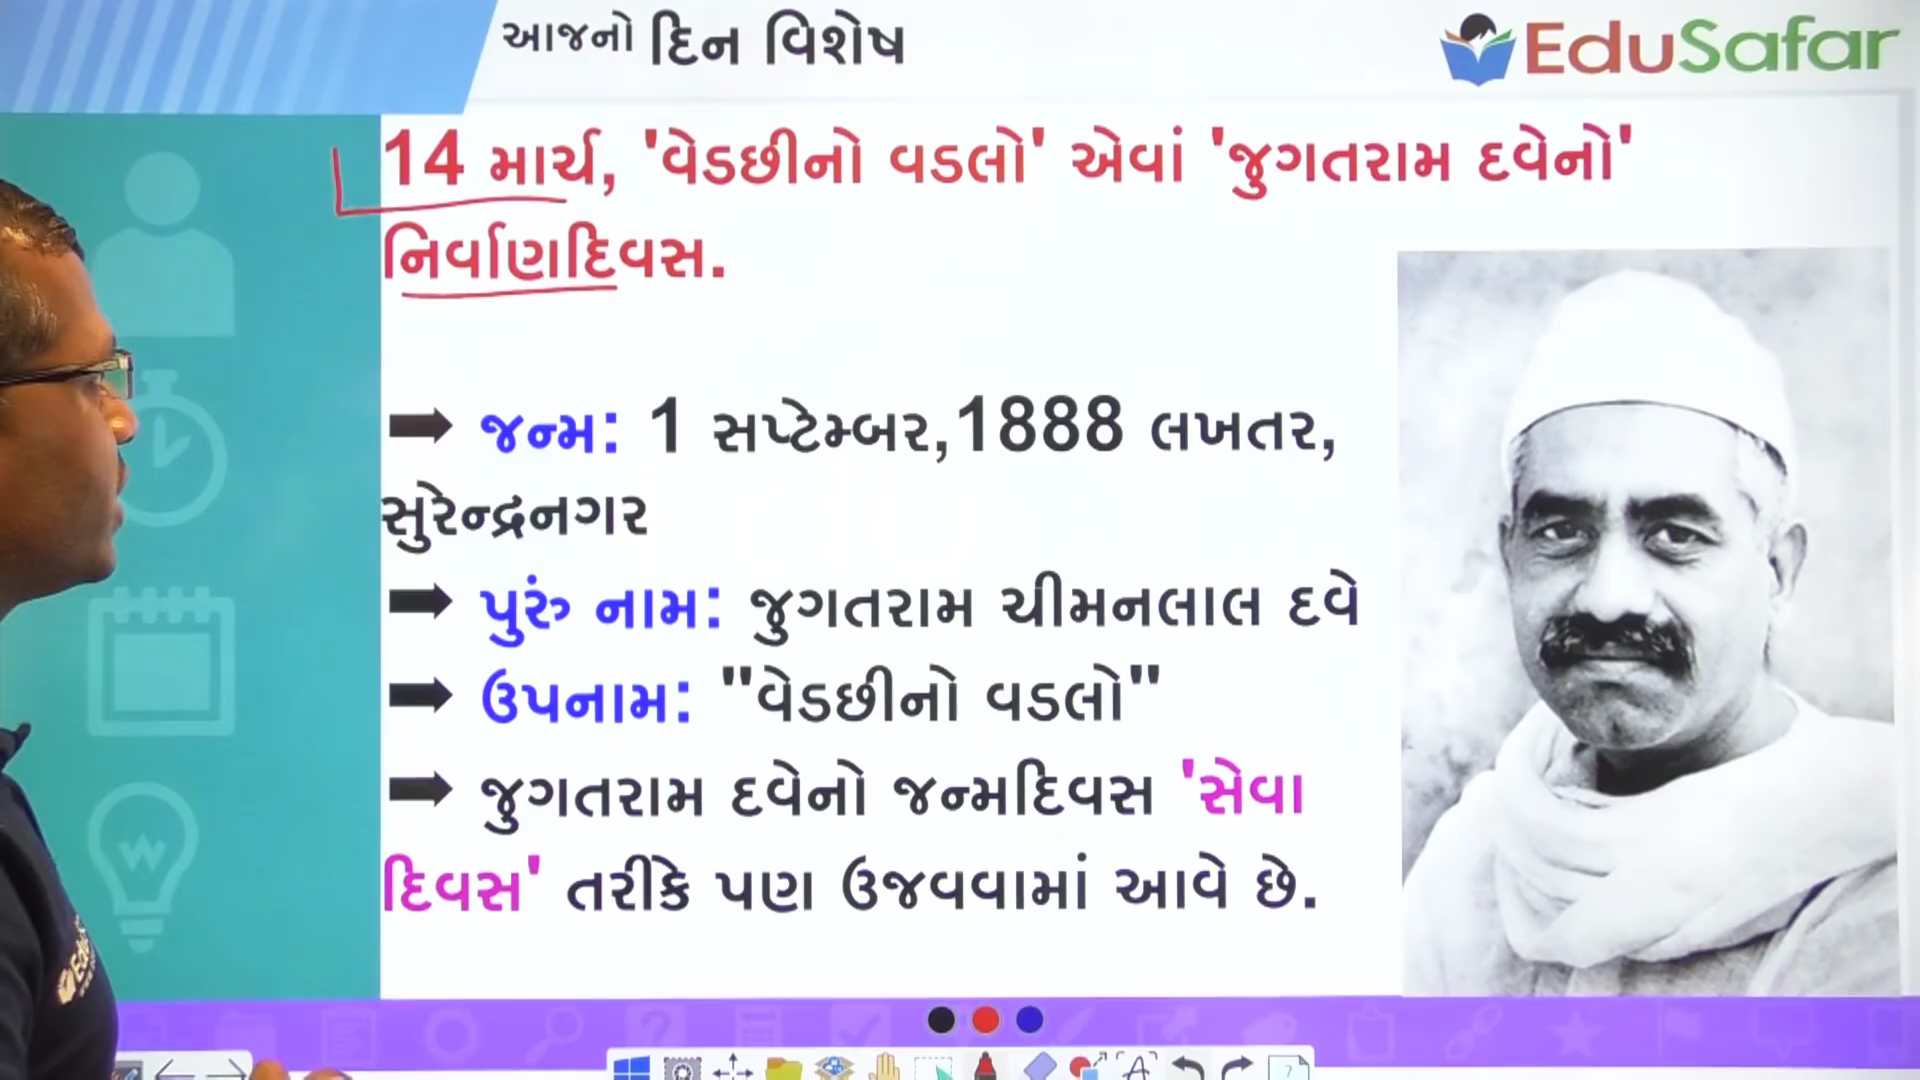 આજનો દિન વિશેષ
EduSafar
14 માર્ચ, 'વેડછીનો વડલો' એવાં 'જુગતરામ દવેનો'
નિર્વાણદિવસ.
જન્મ: 1 સપ્ટેમ્બર,1888 લખતર,
સુરેન્દ્રનગર
પુરું નામ: જુગતરામ ચીમનલાલ દવે
ઉપનામ: "વેડછીનો વડલો"
જુગતરામ દવેનો જન્મદિવસ 'સેવા
દિવસ' તરીકે પણ ઉજવવામાં આવે છે.